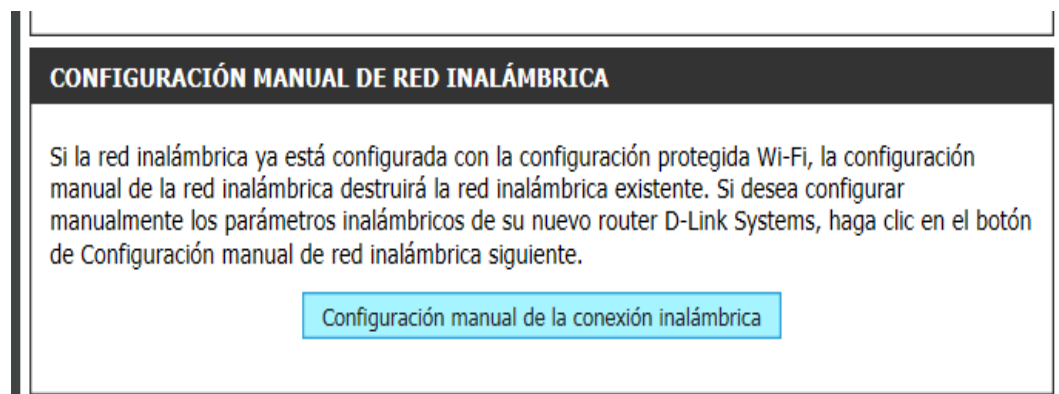 CONFIGURACIÓN MANUAL DE RED INALÁMBRICA
Si la red inalámbrica ya está configurada con la configuración protegida Wi-Fi, la configuración
manual de la red inalámbrica destruirá la red inalámbrica existente. Si desea configurar
manualmente los parámetros inalámbricos de su nuevo router D-Link Systems, haga clic en el botón
de Configuración manual de red inalámbrica siguiente.
Configuración manual de la conexión inalámbrica